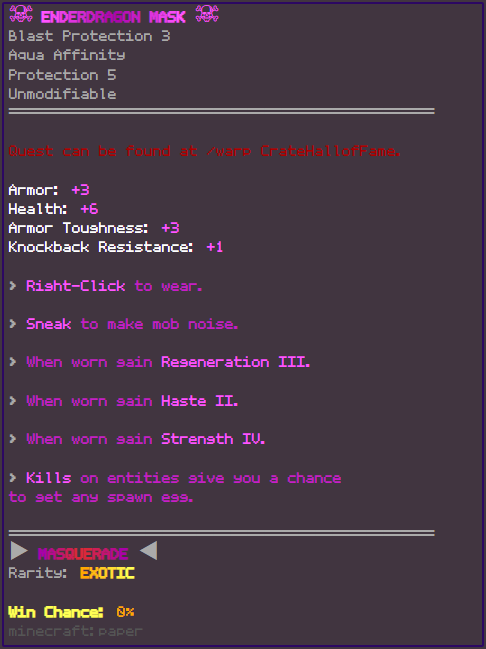 ☠ ENDERDRAGON MASK ☠
Blast Protection 3
Aqua Affinity
Protection 5
Unmodifiable
Quest can be found at /warp CrateHallofFame.
Armor: +3
Health: +6
Armor Toughness: +3
Knockback Resistance: +1
> Right-Click to wear.
> Sneak to make mob noise.
> When worn gain Regeneration III.
> When worn gain Haste II.
> When worn gain Strength IV.
> Kills on entities give you a chance
to get any spawn egg.
▶ MASQUERADE ◀
Rarity: EXOTIC
Win Chance: 0%
minecraft:paper